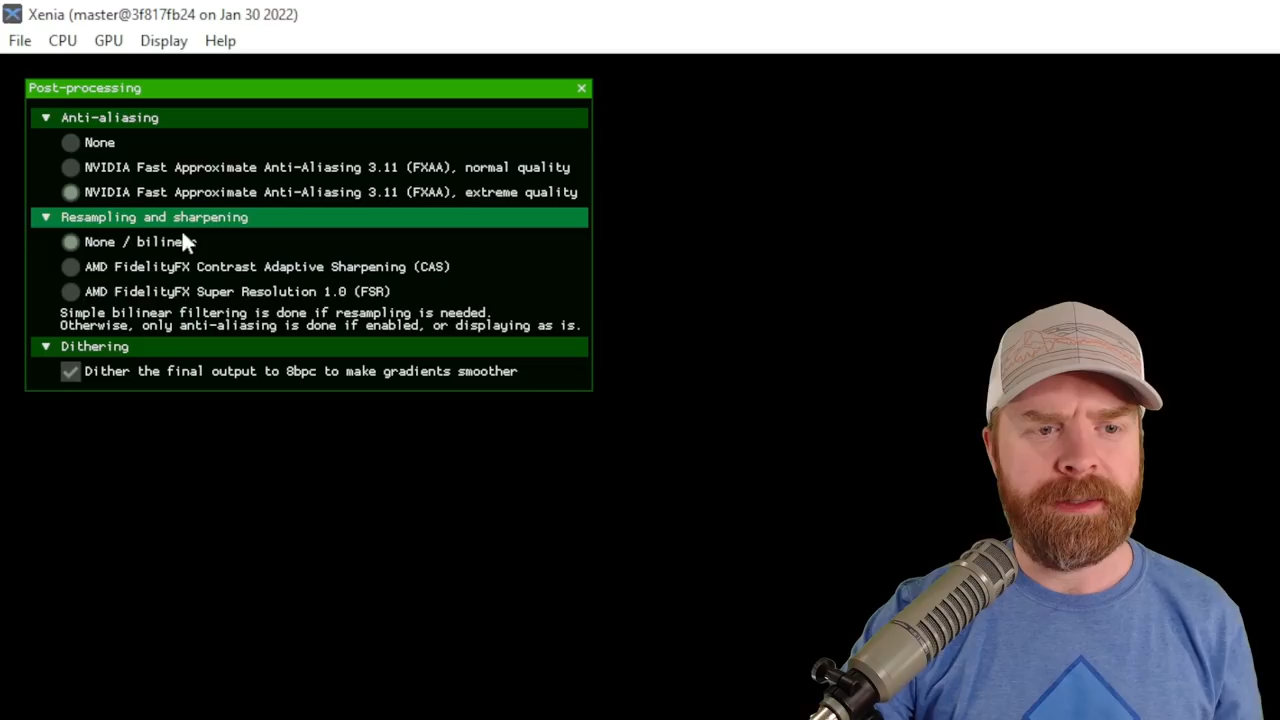 Xenia (master@3f817fb24 on Jan 30 2022)
File CPU GPU Display Help
Post-processing
Anti-aliasing
None
NVIDIA Fast Approximate Anti-Aliasing 3.11 (FXAA), normal quality
NVIDIA Fast Approximate Anti-Aliasing 3.11 (FXAA), extreme quality
Resampling and sharpening
None / bilinear
AMD FidelityFX Contrast Adaptive Sharpening (CAS)
AMD FidelityFX Super Resolution 1.0 (FSR)
Simple bilinear filtering is done if resampling is needed.
Otherwise, only anti-aliasing is done if enabled, or displaying as is.
Dithering
Dither the final output to 8bpc to make gradients smoother